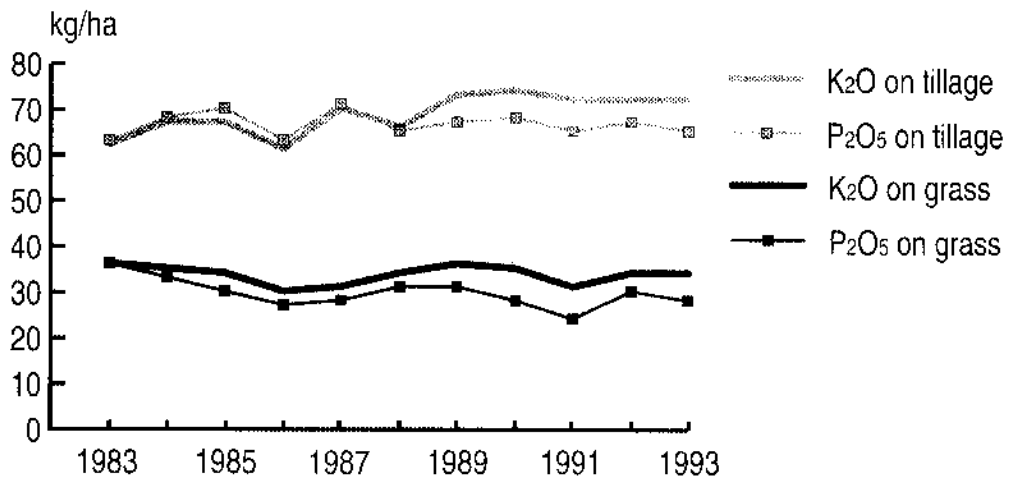 kg/ha
80
70
60
50
40
30
20
10
0
1983 1985 1987 1989 1991 1993
K2O on tillage
P2O5 on tillage
K2O on grass
P2O5 on grass